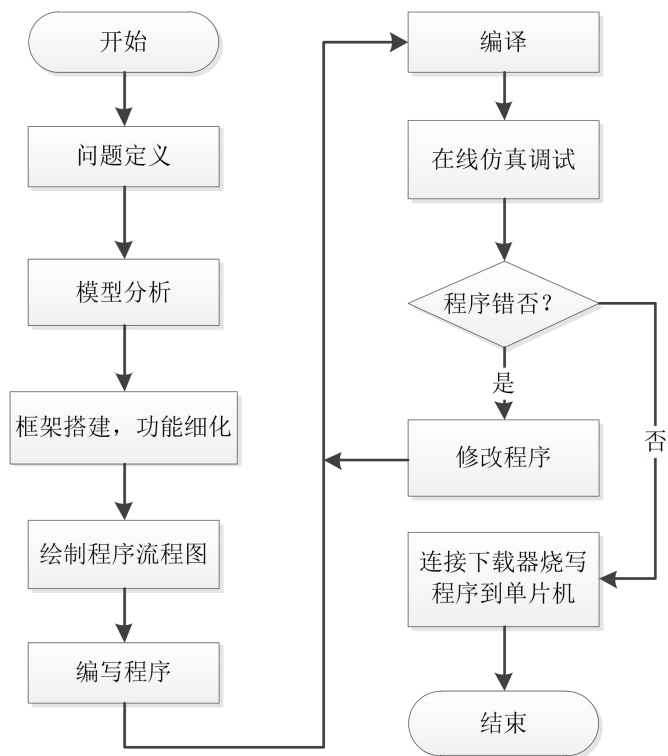 开始
问题定义
模型分析
框架搭建，功能细化
绘制程序流程图
编写程序
编译
在线仿真调试
程序错否？
是
否
修改程序
连接下载器烧写
程序到单片机
结束